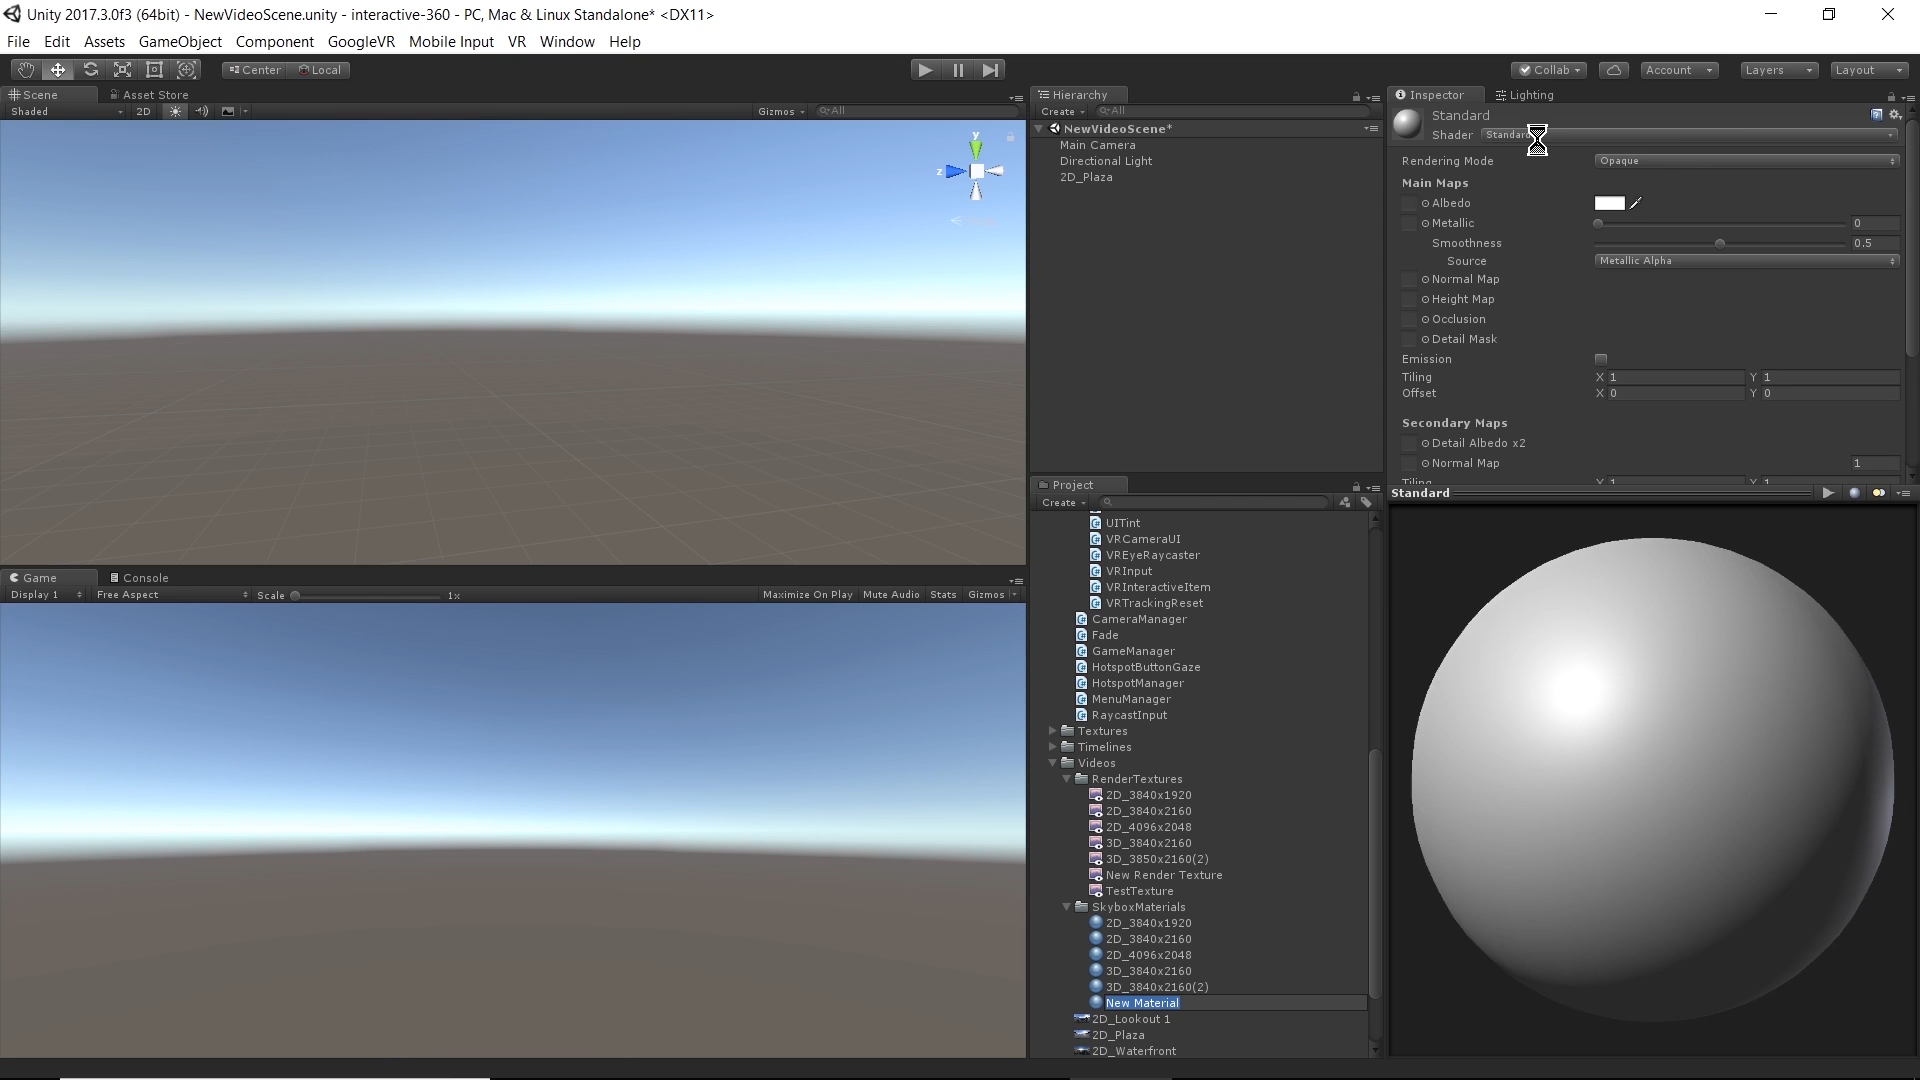 Unity 2017.3.0f3 (64bit) - NewVideoScene.unity - interactive-360 - PC, Mac & Linux Standalone* <DX11>
File Edit Assets GameObject Component GoogleVR Mobile Input VR Window Help
Center Local
Collab Account Layers Layout
Scene Asset Store
Shaded 2D Gizmos All
y
z
Game Console
Display 1 Free Aspect Scale 1x Maximize On Play Mute Audio Stats Gizmos
Hierarchy
Create All
NewVideoScene*
Main Camera
Directional Light
2D_Plaza
Project
Create
UITint
VRCameraUI
VREyeRaycaster
VRInput
VRInteractiveItem
VRTrackingReset
CameraManager
Fade
GameManager
HotspotButtonGaze
HotspotManager
MenuManager
RaycastInput
Textures
Timelines
Videos
RenderTextures
2D_3840x1920
2D_3840x2160
2D_4096x2048
3D_3840x2160
3D_3850x2160(2)
New Render Texture
TestTexture
SkyboxMaterials
2D_3840x1920
2D_3840x2160
2D_4096x2048
3D_3840x2160
3D_3840x2160(2)
New Material
2D_Lookout 1
2D_Plaza
2D_Waterfront
Inspector Lighting
Standard
Shader Standard
Rendering Mode Opaque
Main Maps
Albedo
Metallic 0
Smoothness 0.5
Source Metallic Alpha
Normal Map
Height Map
Occlusion
Detail Mask
Emission
Tiling X 1 Y 1
Offset X 0 Y 0
Secondary Maps
Detail Albedo x2
Normal Map 1
Tiling X 1 Y 1
Standard